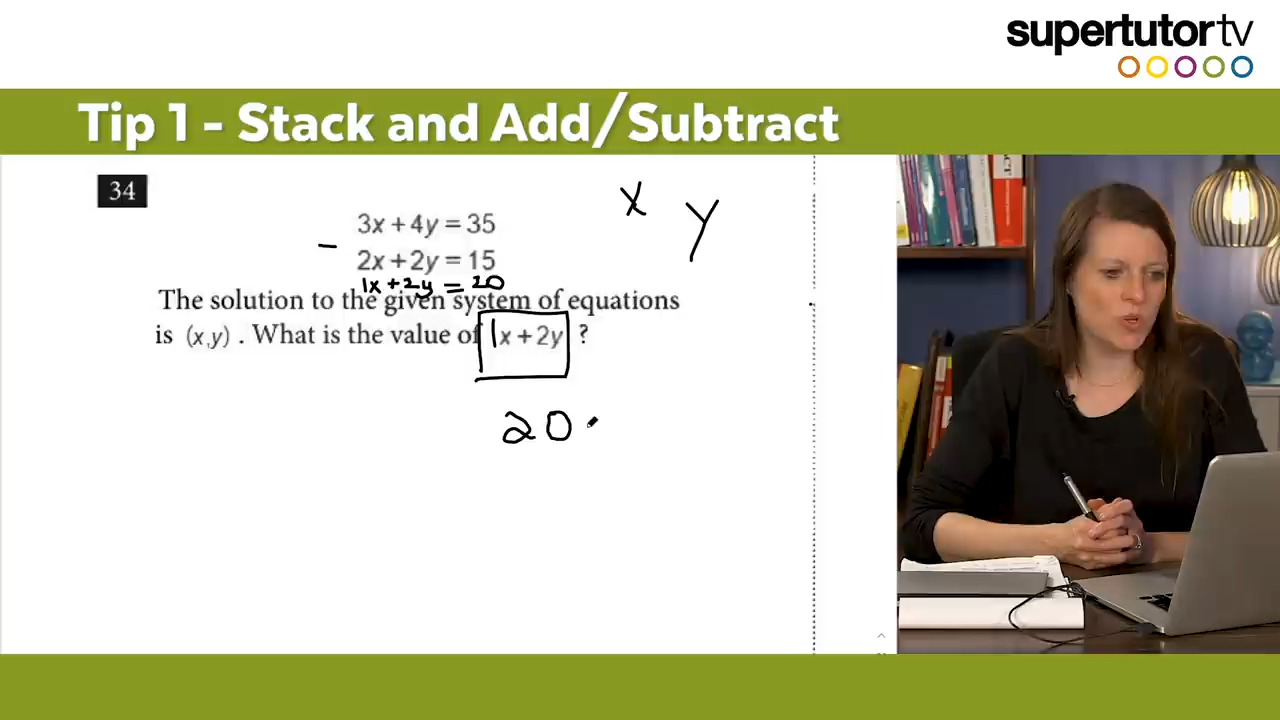 supertutortv
Tip 1 - Stack and Add/Subtract
34
x
y
3x + 4y = 35
−
2x + 2y = 15
1x + 2y = 20
The solution to the given system of equations
is (x,y) . What is the value of 1x + 2y ?
20